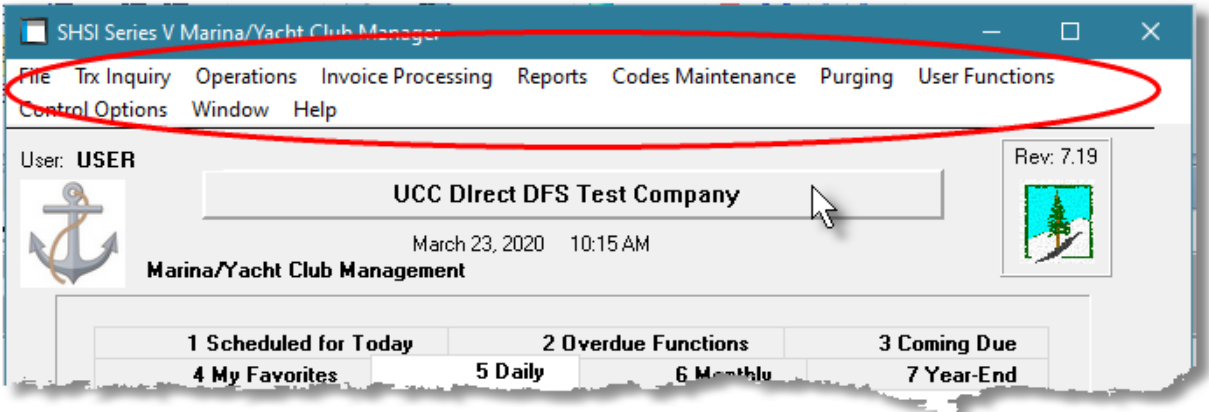 SHSI Series V Marina/Yacht Club Manager
File Trx Inquiry Operations Invoice Processing Reports Codes Maintenance Purging User Functions
Control Options Window Help
User: USER
Rev: 7.19
UCC DIrect DFS Test Company
March 23, 2020 10:15 AM
Marina/Yacht Club Management
1 Scheduled for Today 2 Overdue Functions 3 Coming Due
4 My Favorites 5 Daily 6 Monthly 7 Year-End